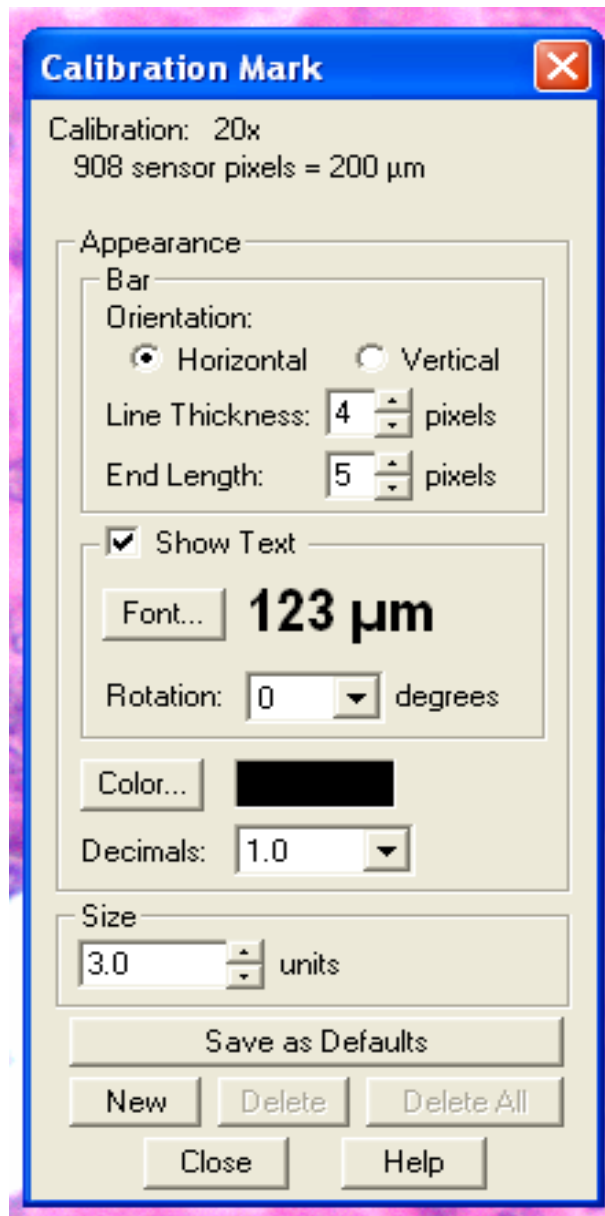 Calibration Mark
Calibration: 20x
908 sensor pixels = 200 µm
Appearance
Bar
Orientation:
Horizontal Vertical
Line Thickness: 4 pixels
End Length: 5 pixels
Show Text
Font... 123 µm
Rotation: 0 degrees
Color...
Decimals: 1.0
Size
3.0 units
Save as Defaults
New Delete Delete All
Close Help